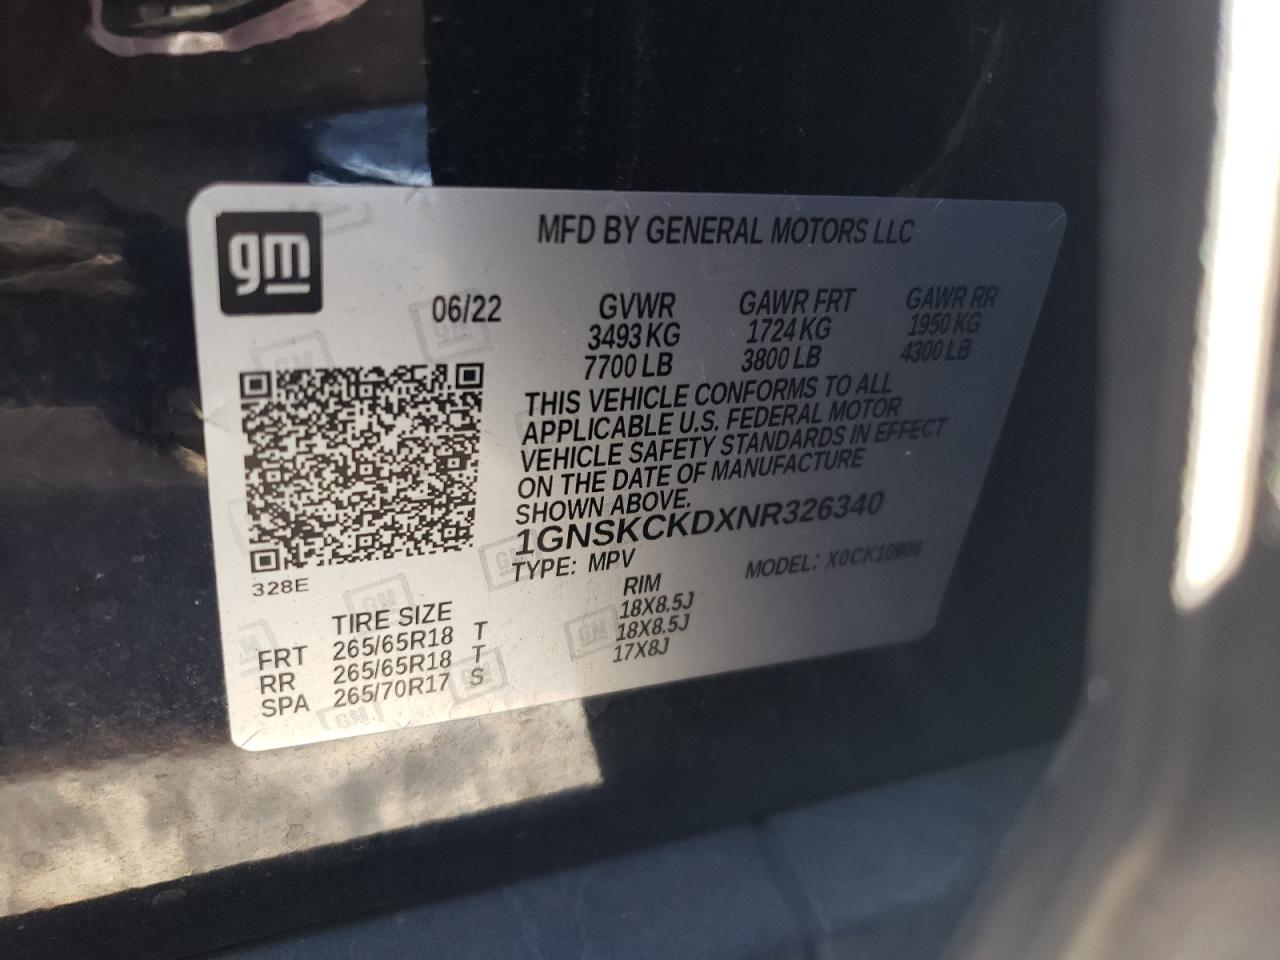 gm
MFD BY GENERAL MOTORS LLC
06/22 GVWR GAWR FRT GAWR RR
3493 KG 1724 KG 1950 KG
7700 LB 3800 LB 4300 LB
THIS VEHICLE CONFORMS TO ALL
APPLICABLE U.S. FEDERAL MOTOR
VEHICLE SAFETY STANDARDS IN EFFECT
ON THE DATE OF MANUFACTURE
SHOWN ABOVE.
1GNSKCKDXNR326340
TYPE: MPV MODEL: X0CK10906
328E
TIRE SIZE RIM
FRT 265/65R18 T 18X8.5J
RR 265/65R18 T 18X8.5J
SPA 265/70R17 S 17X8J